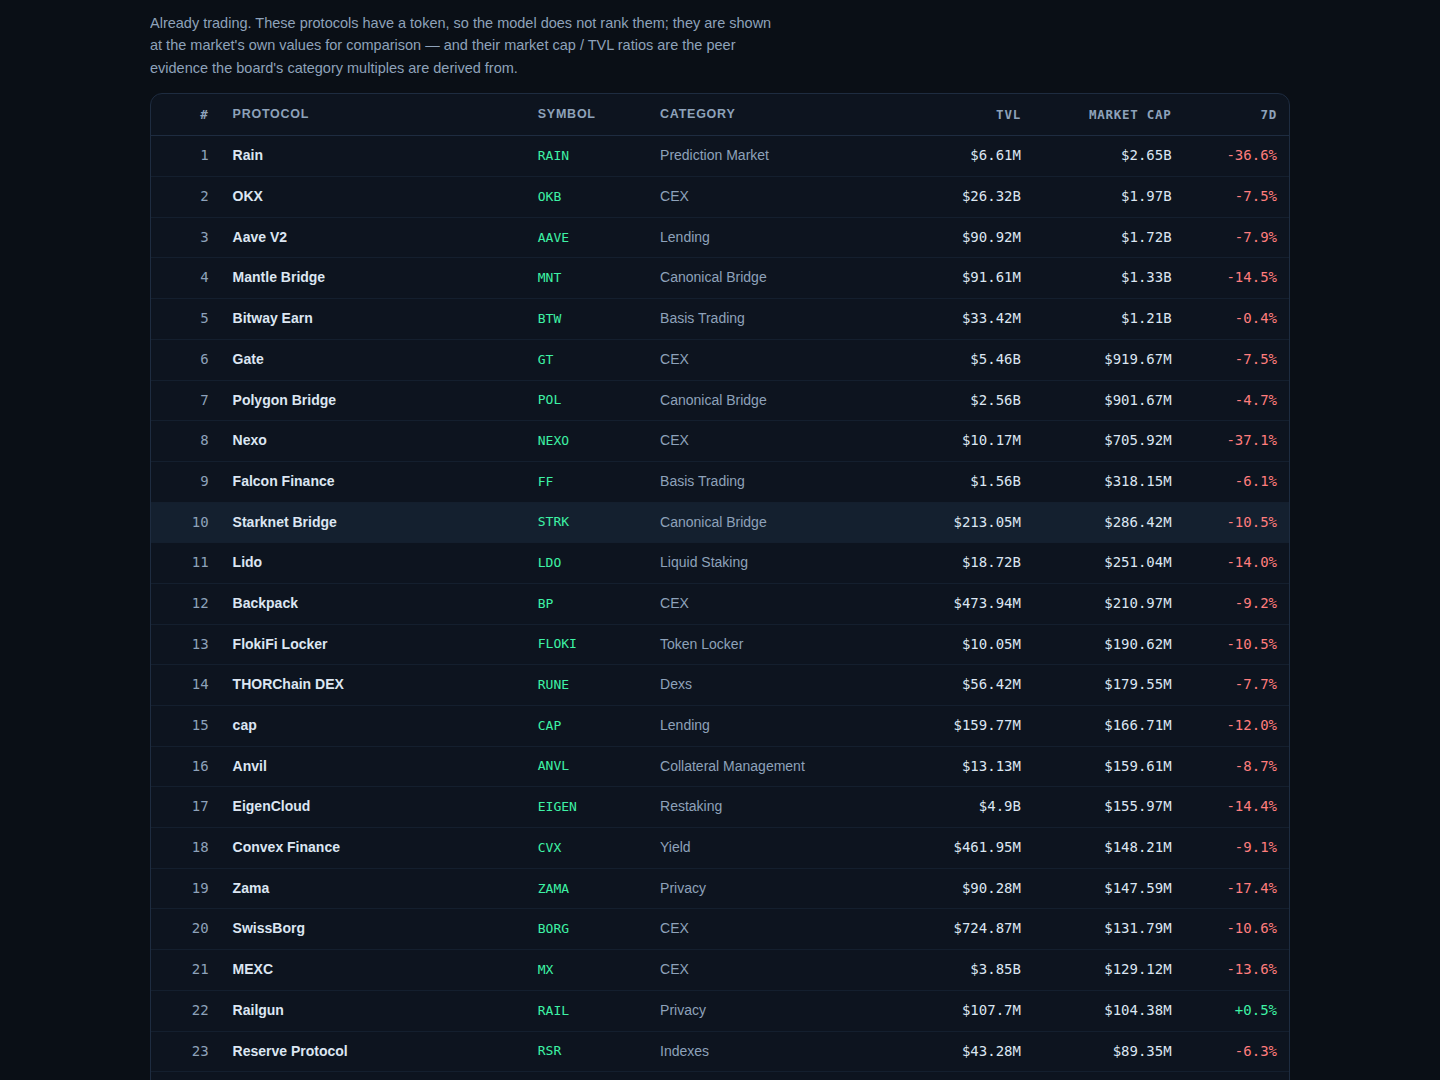 Already trading. These protocols have a token, so the model does not rank them; they are shown
at the market's own values for comparison — and their market cap / TVL ratios are the peer
evidence the board's category multiples are derived from.
# PROTOCOL SYMBOL CATEGORY TVL MARKET CAP 7D
1 Rain RAIN Prediction Market $6.61M $2.65B -36.6%
2 OKX OKB CEX $26.32B $1.97B -7.5%
3 Aave V2 AAVE Lending $90.92M $1.72B -7.9%
4 Mantle Bridge MNT Canonical Bridge $91.61M $1.33B -14.5%
5 Bitway Earn BTW Basis Trading $33.42M $1.21B -0.4%
6 Gate GT CEX $5.46B $919.67M -7.5%
7 Polygon Bridge POL Canonical Bridge $2.56B $901.67M -4.7%
8 Nexo NEXO CEX $10.17M $705.92M -37.1%
9 Falcon Finance FF Basis Trading $1.56B $318.15M -6.1%
10 Starknet Bridge STRK Canonical Bridge $213.05M $286.42M -10.5%
11 Lido LDO Liquid Staking $18.72B $251.04M -14.0%
12 Backpack BP CEX $473.94M $210.97M -9.2%
13 FlokiFi Locker FLOKI Token Locker $10.05M $190.62M -10.5%
14 THORChain DEX RUNE Dexs $56.42M $179.55M -7.7%
15 cap CAP Lending $159.77M $166.71M -12.0%
16 Anvil ANVL Collateral Management $13.13M $159.61M -8.7%
17 EigenCloud EIGEN Restaking $4.9B $155.97M -14.4%
18 Convex Finance CVX Yield $461.95M $148.21M -9.1%
19 Zama ZAMA Privacy $90.28M $147.59M -17.4%
20 SwissBorg BORG CEX $724.87M $131.79M -10.6%
21 MEXC MX CEX $3.85B $129.12M -13.6%
22 Railgun RAIL Privacy $107.7M $104.38M +0.5%
23 Reserve Protocol RSR Indexes $43.28M $89.35M -6.3%